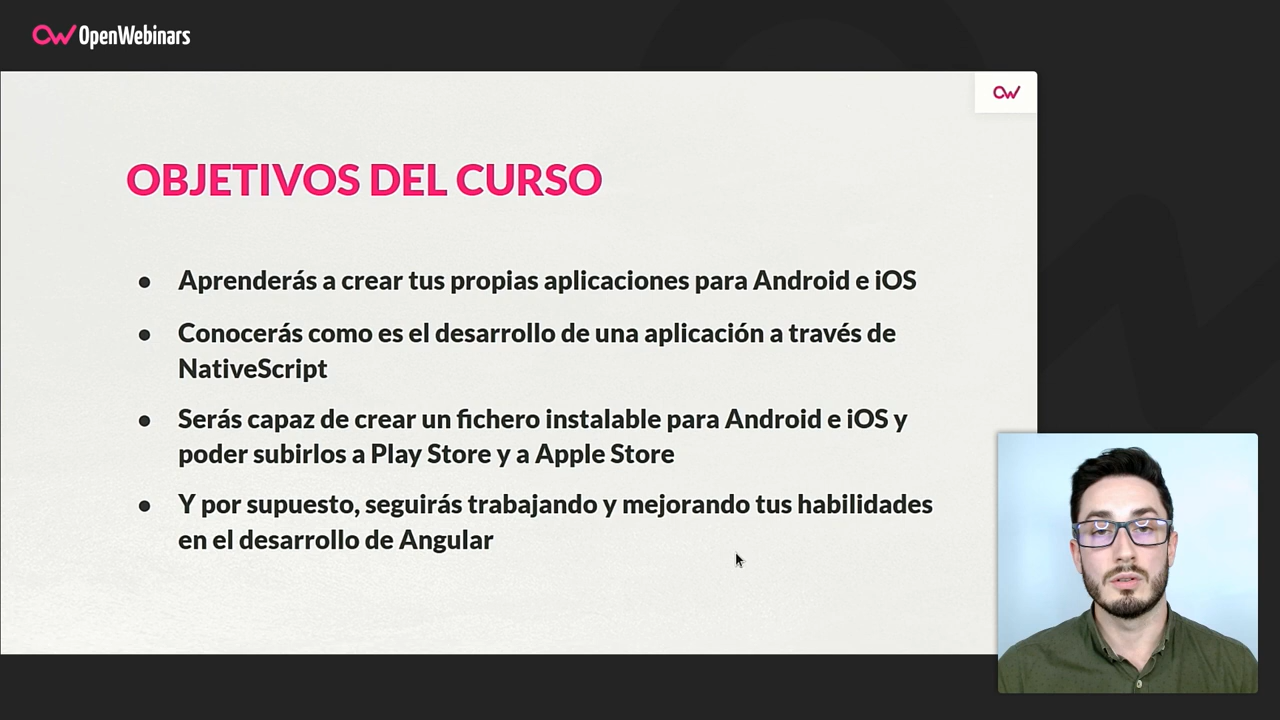 OpenWebinars
OBJETIVOS DEL CURSO
● Aprenderás a crear tus propias aplicaciones para Android e iOS
● Conocerás como es el desarrollo de una aplicación a través de
NativeScript
● Serás capaz de crear un fichero instalable para Android e iOS y
poder subirlos a Play Store y a Apple Store
● Y por supuesto, seguirás trabajando y mejorando tus habilidades
en el desarrollo de Angular